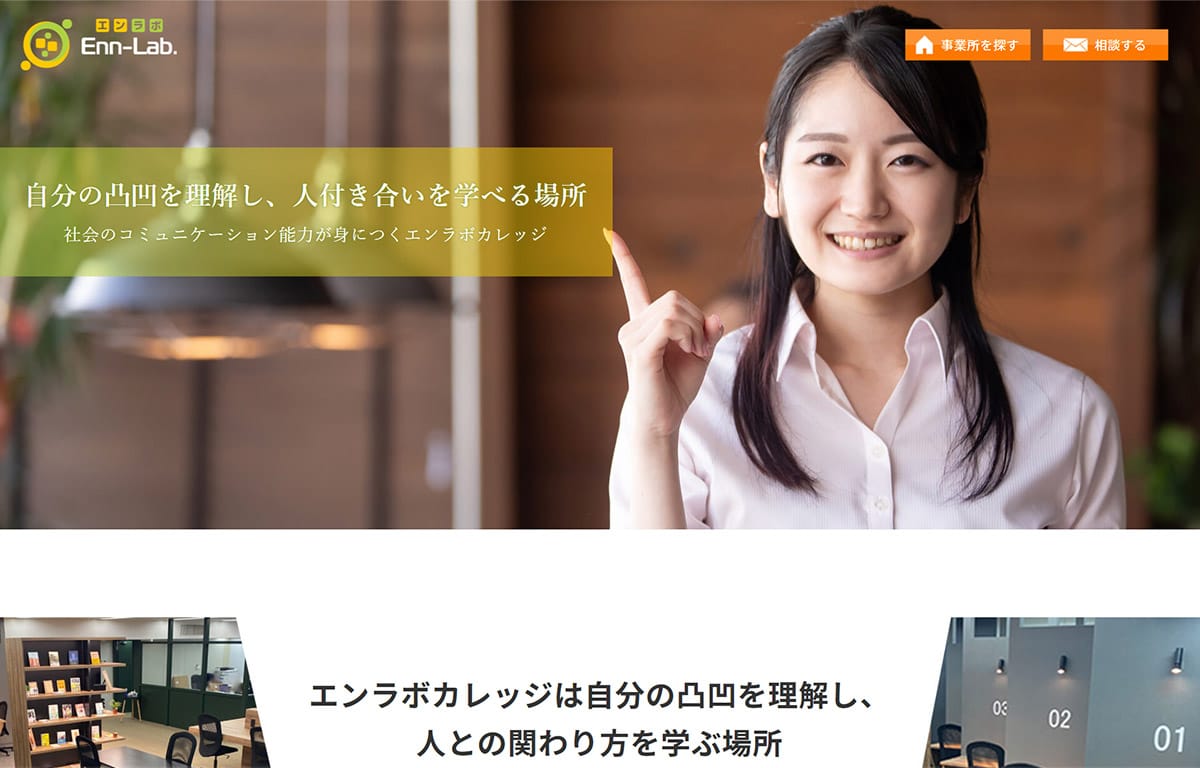 エンラボ
Enn-Lab.
事業所を探す
相談する
自分の凸凹を理解し、人付き合いを学べる場所
社会のコミュニケーション能力が身につくエンラボカレッジ
エンラボカレッジは自分の凸凹を理解し、
人との関わり方を学ぶ場所
03
02
01